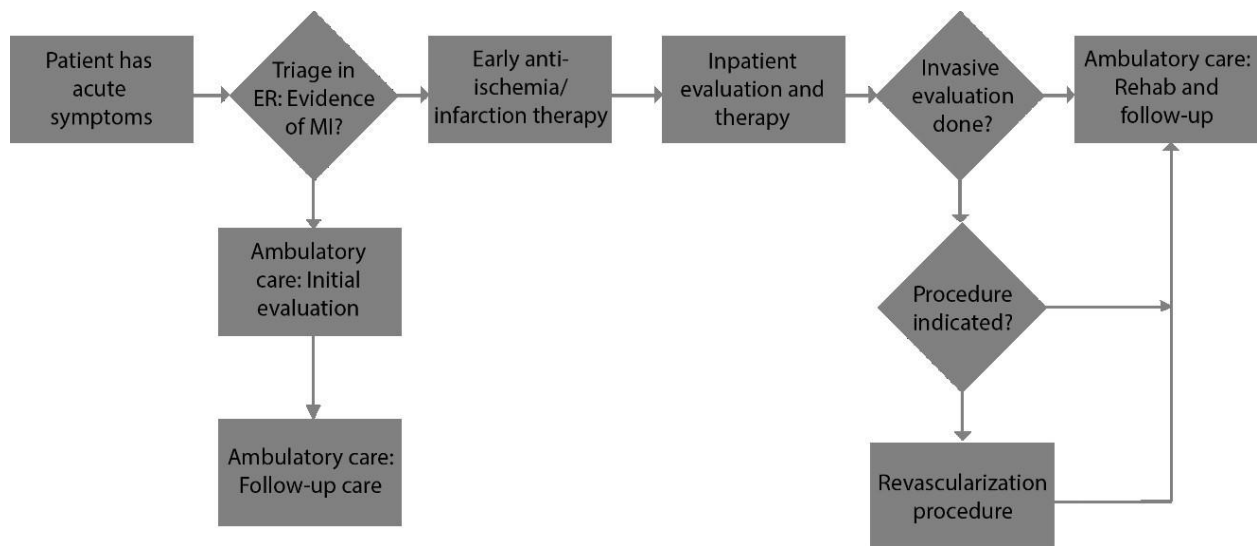 Patient has
acute
symptoms
Triage in
ER: Evidence
of MI?
Early anti-
ischemia/
infarction therapy
Inpatient
evaluation and
therapy
Invasive
evaluation
done?
Ambulatory care:
Rehab and
follow-up
Ambulatory
care: Initial
evaluation
Procedure
indicated?
Ambulatory care:
Follow-up care
Revascularization
procedure